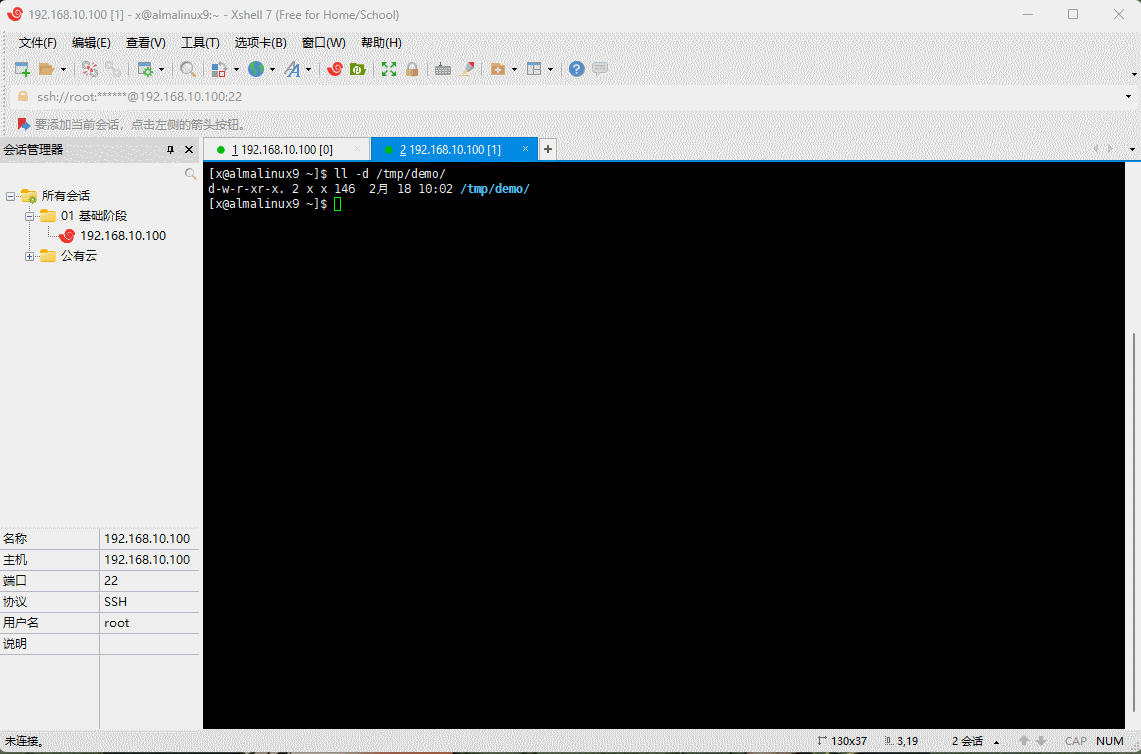 192.168.10.100 [1] - x@almalinux9:~ - Xshell 7 (Free for Home/School)
文件(F) 编辑(E) 查看(V) 工具(T) 选项卡(B) 窗口(W) 帮助(H)
ssh://root:******@192.168.10.100:22
要添加当前会话，点击左侧的箭头按钮。
会话管理器
1 192.168.10.100 [0]
2 192.168.10.100 [1]
所有会话
01 基础阶段
192.168.10.100
公有云
[x@almalinux9 ~]$ ll -d /tmp/demo/
d-w-r-xr-x. 2 x x 146  2月 18 10:02 /tmp/demo/
[x@almalinux9 ~]$
名称 192.168.10.100
主机 192.168.10.100
端口 22
协议 SSH
用户名 root
说明
未连接。 130x37 3,19 2 会话 CAP NUM